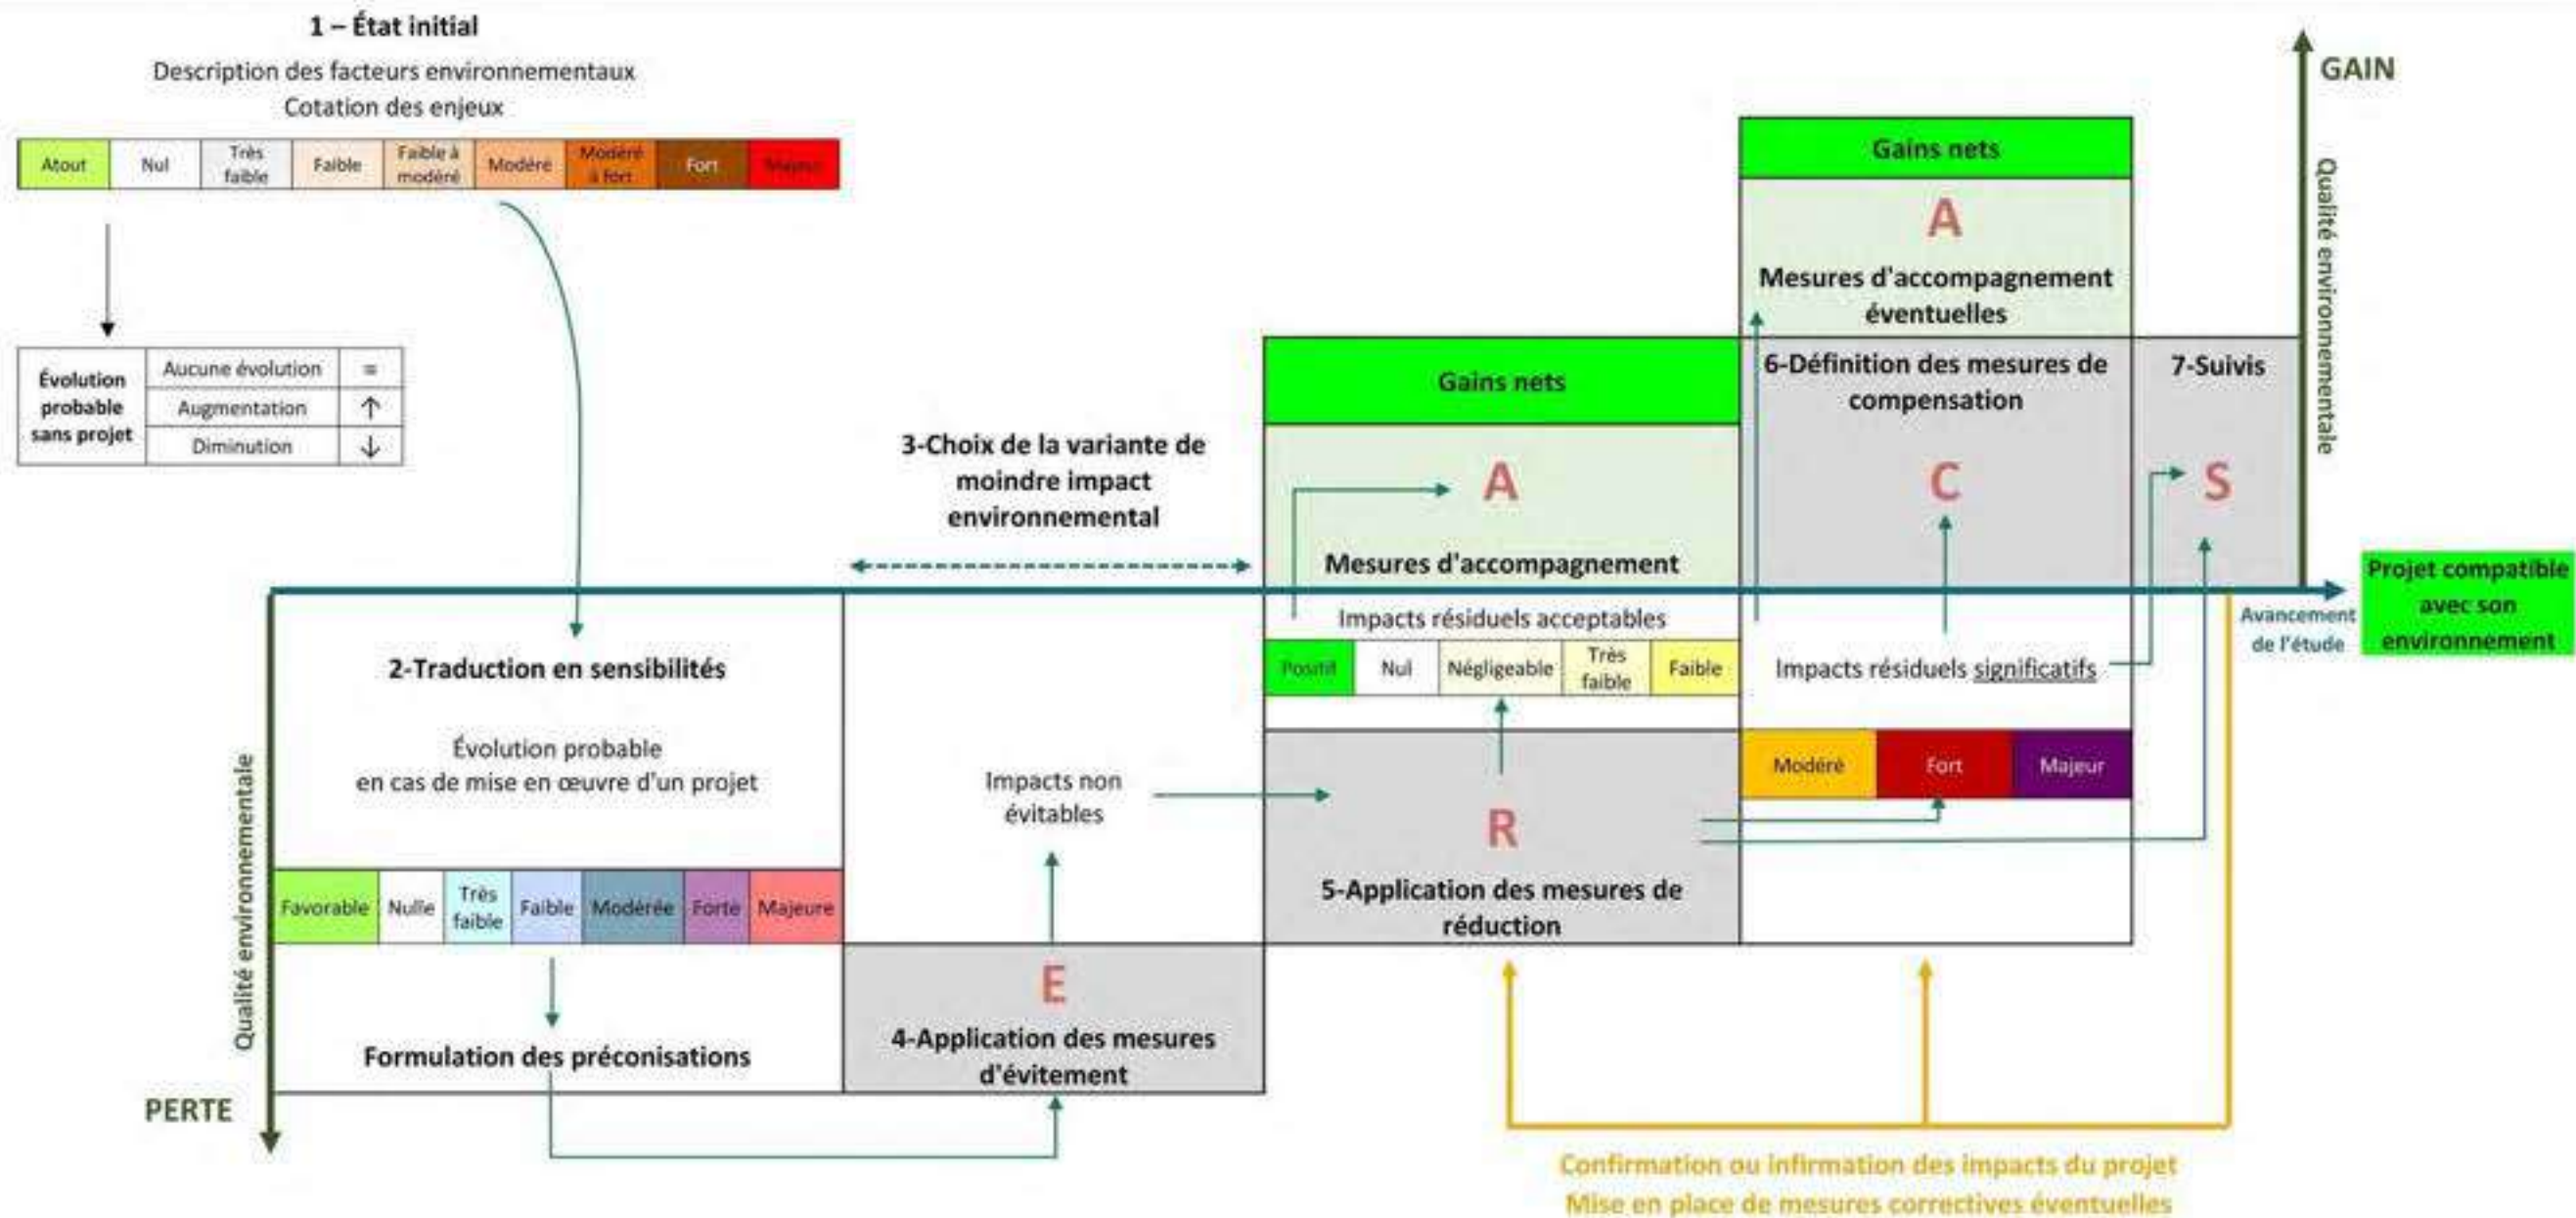 1 – État initial
Description des facteurs environnementaux
Cotation des enjeux
Atout
Nul
Très
faible
Faible
Faible à
modéré
Modéré
Modéré
à fort
Fort
Majeur
Évolution
probable
sans projet
Aucune évolution
=
Augmentation
↑
Diminution
↓
3-Choix de la variante de
moindre impact
environnemental
2-Traduction en sensibilités
Évolution probable
en cas de mise en œuvre d'un projet
Favorable
Nulle
Très
faible
Faible
Modérée
Forte
Majeure
Formulation des préconisations
Qualité environnementale
PERTE
Impacts non
évitables
E
4-Application des mesures
d'évitement
Gains nets
A
Mesures d'accompagnement
Impacts résiduels acceptables
Positif
Nul
Négligeable
Très
faible
Faible
R
5-Application des mesures de
réduction
Gains nets
A
Mesures d'accompagnement
éventuelles
6-Définition des mesures de
compensation
C
Impacts résiduels significatifs
Modéré
Fort
Majeur
7-Suivis
S
GAIN
Qualité environnementale
Avancement
de l'étude
Projet compatible
avec son
environnement
Confirmation ou infirmation des impacts du projet
Mise en place de mesures correctives éventuelles